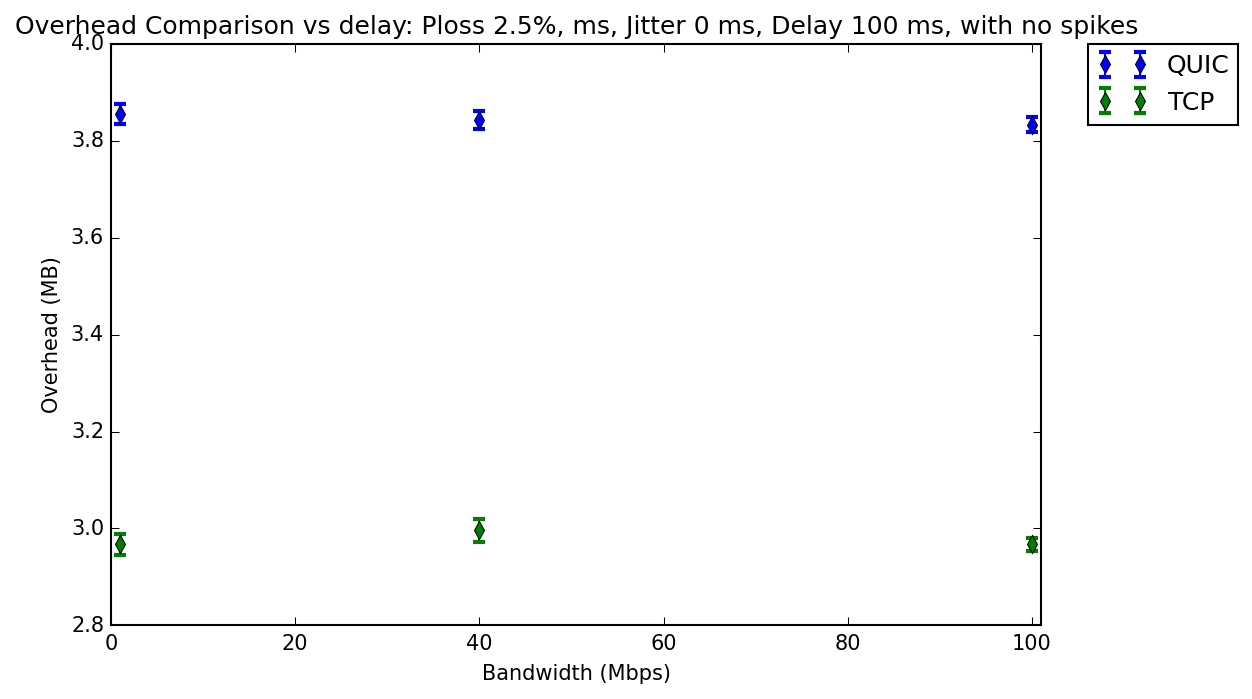 Overhead Comparison vs delay: Ploss 2.5%, ms, Jitter 0 ms, Delay 100 ms, with no spikes
QUIC
TCP
4.0
3.8
3.6
3.4
3.2
3.0
2.8
Overhead (MB)
0 20 40 60 80 100
Bandwidth (Mbps)